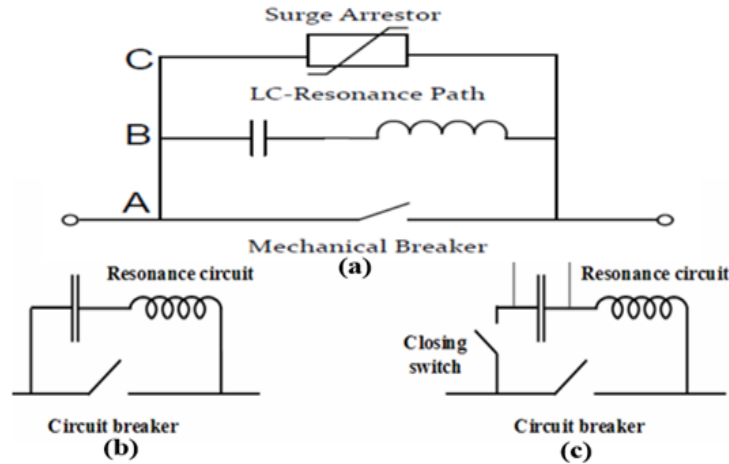 Surge Arrestor
C
LC-Resonance Path
B
A
Mechanical Breaker
(a)
Resonance circuit
Circuit breaker
(b)
Resonance circuit
Closing
switch
Circuit breaker
(c)